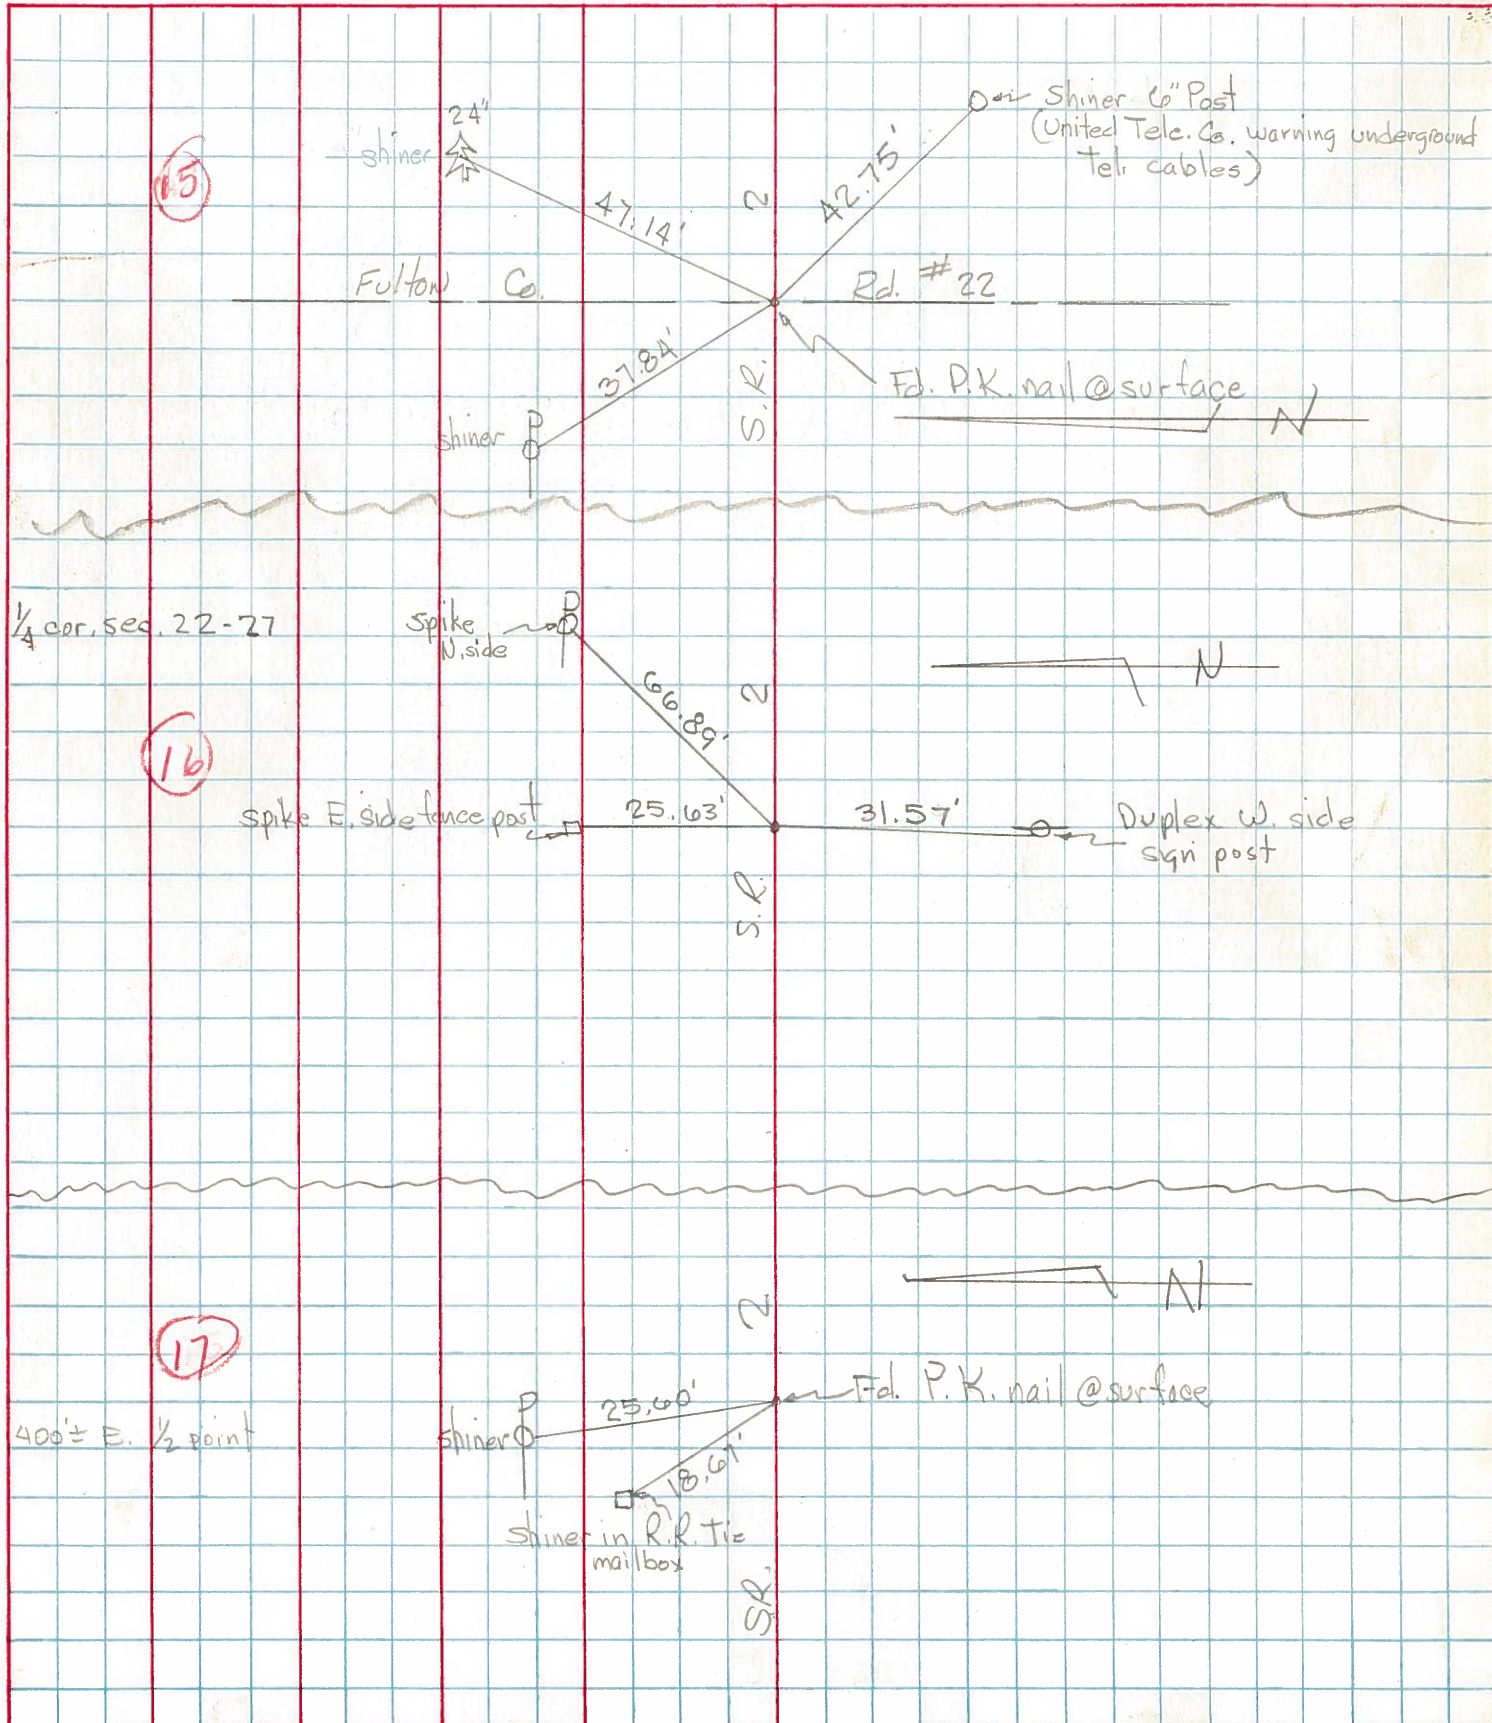 15
24"
shiner
47.14'
2
42.75'
Shiner 6" Post
(United Tele. Co. warning underground
tel. cables)
Fulton Co. Rd. #22
37.84'
S.R.
Fd. P.K. nail @ surface
N
shiner
P
1/4 cor. sec. 22-27
spike
N. side
P
66.89'
2
N
16
spike E. side fence post
25.63'
31.57'
Duplex W. side
sign post
S.R.
2
N
17
400'± E. 1/2 point
shiner
P
25.60'
Fd. P.K. nail @ surface
18.61'
shiner in R.R. Tie
mailbox
S.R.